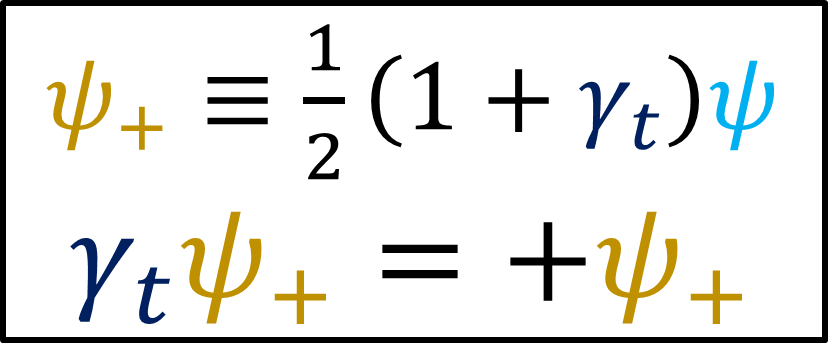 ψ₊ ≡ ½(1 + γₜ)ψ
γₜψ₊ = +ψ₊